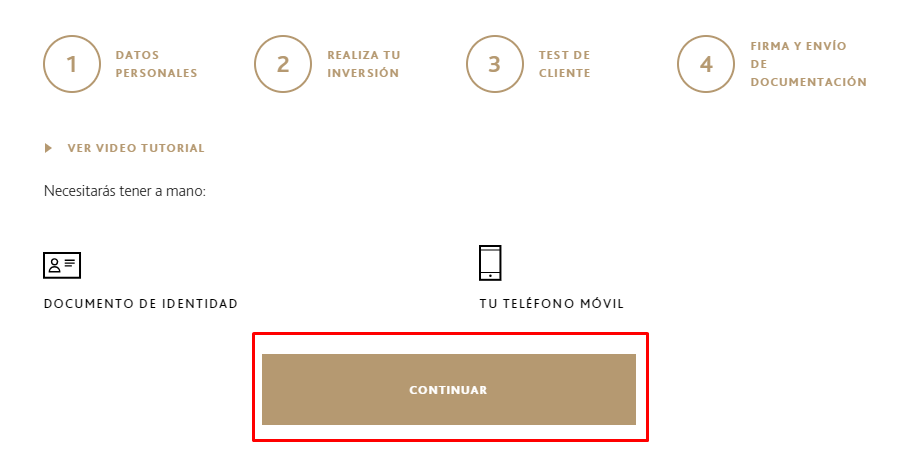 1
DATOS
PERSONALES
2
REALIZA TU
INVERSIÓN
3
TEST DE
CLIENTE
4
FIRMA Y ENVÍO
DE
DOCUMENTACIÓN
VER VIDEO TUTORIAL
Necesitarás tener a mano:
DOCUMENTO DE IDENTIDAD
TU TELÉFONO MÓVIL
CONTINUAR